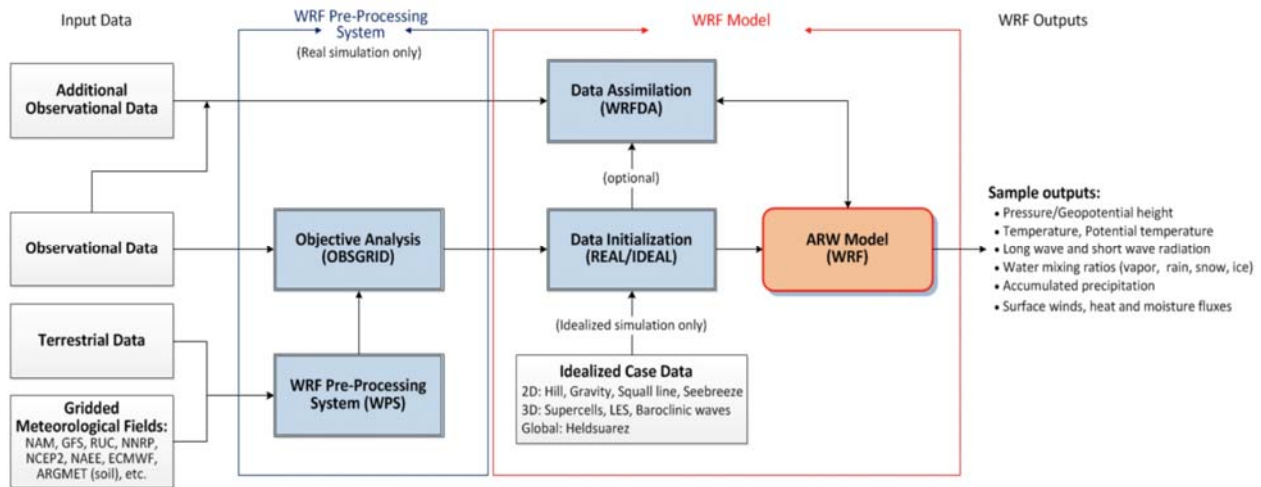 Input Data
WRF Pre-Processing
System
(Real simulation only)
WRF Model
WRF Outputs
Additional
Observational Data
Data Assimilation
(WRFDA)
(optional)
Observational Data
Objective Analysis
(OBSGRID)
Data Initialization
(REAL/IDEAL)
ARW Model
(WRF)
Sample outputs:
• Pressure/Geopotential height
• Temperature, Potential temperature
• Long wave and short wave radiation
• Water mixing ratios (vapor, rain, snow, ice)
• Accumulated precipitation
• Surface winds, heat and moisture fluxes
Terrestrial Data
(Idealized simulation only)
WRF Pre-Processing
System (WPS)
Idealized Case Data
2D: Hill, Gravity, Squall line, Seebreeze
3D: Supercells, LES, Baroclinic waves
Global: Heldsuarez
Gridded
Meteorological Fields:
NAM, GFS, RUC, NNRP,
NCEP2, NAEE, ECMWF,
ARGMET (soil), etc.